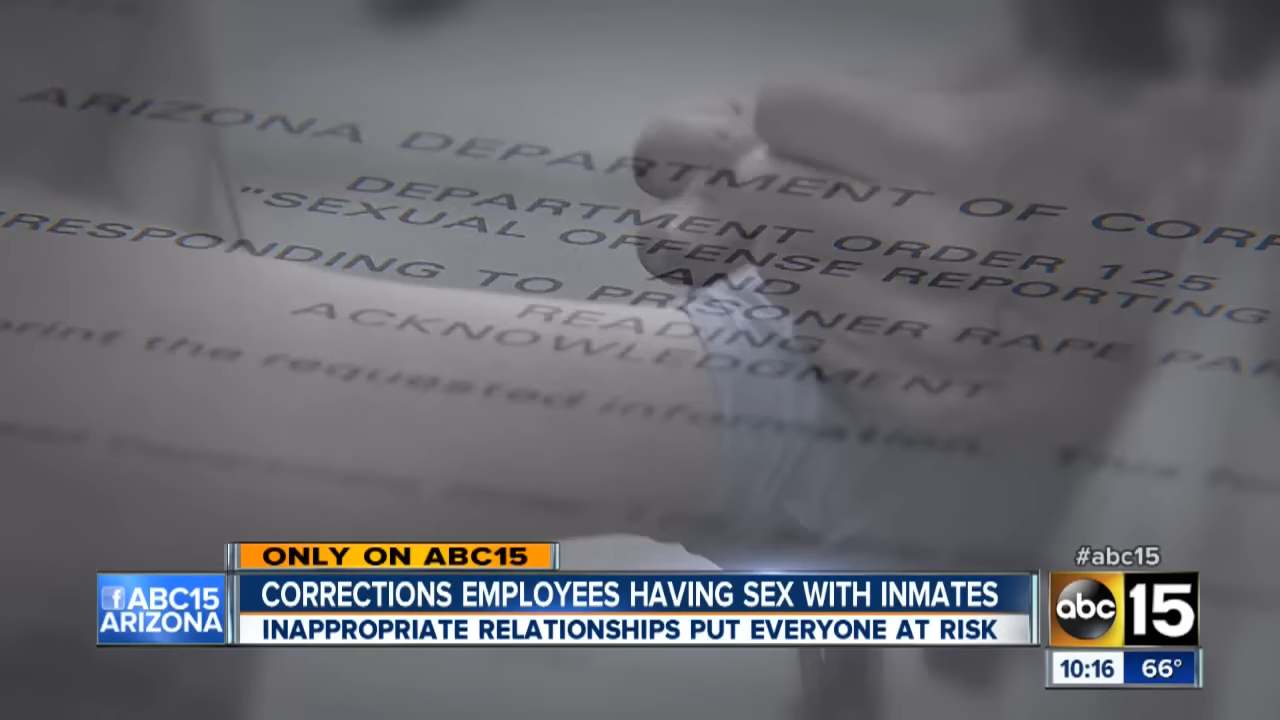 ARIZONA DEPARTMENT OF CORR
DEPARTMENT ORDER 125
"SEXUAL OFFENSE REPORTING
AND
RESPONDING TO PRISONER RAPE
READING
ACKNOWLEDGMENT
print the requested information. This
ONLY ON ABC15
CORRECTIONS EMPLOYEES HAVING SEX WITH INMATES
INAPPROPRIATE RELATIONSHIPS PUT EVERYONE AT RISK
f ABC15
ARIZONA
#abc15
abc 15
10:16 66°